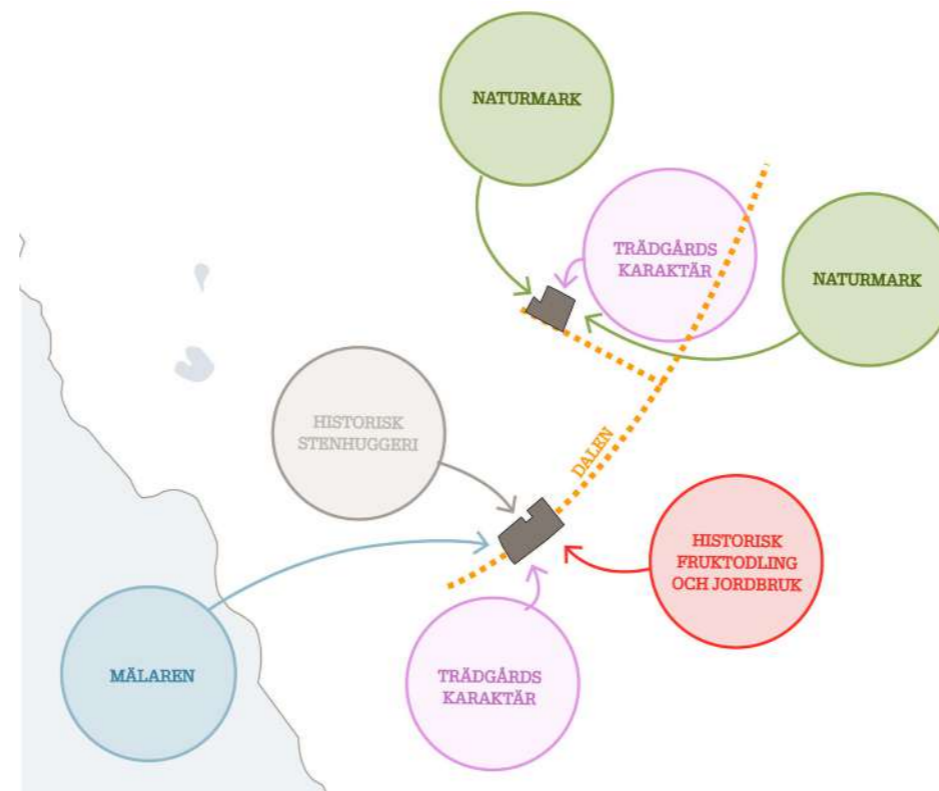 NATURMARK
TRÄDGÅRDS
KARAKTÄR
NATURMARK
HISTORISK
STENHUGGERI
DALEN
HISTORISK
FRUKTODLING
OCH JORDBRUK
MÄLAREN
TRÄDGÅRDS
KARAKTÄR